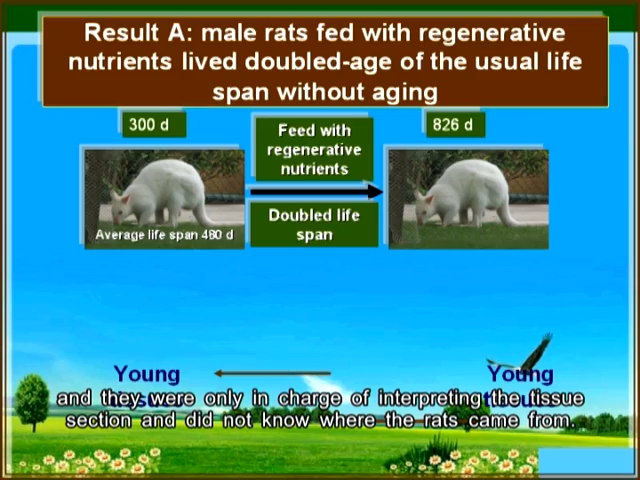 Result A: male rats fed with regenerative
nutrients lived doubled-age of the usual life
span without aging
300 d
Feed with
regenerative
nutrients
826 d
Average life span 480 d
Doubled life
span
Young
Young
and they were only in charge of interpreting the tissue
section and did not know where the rats came from.